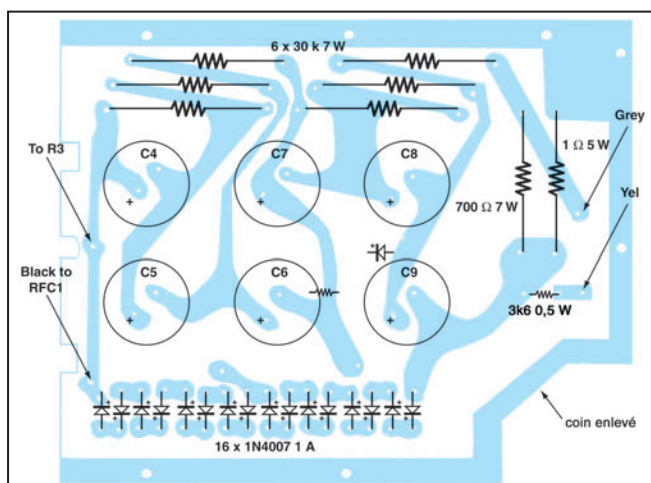 6 x 30 k 7 W
To R3
C4
C7
C8
1 Ω 5 W
Grey
700 Ω 7 W
Yel
Black to
RFC1
C5
C6
C9
3k6 0,5 W
coin enlevé
16 x 1N4007 1 A